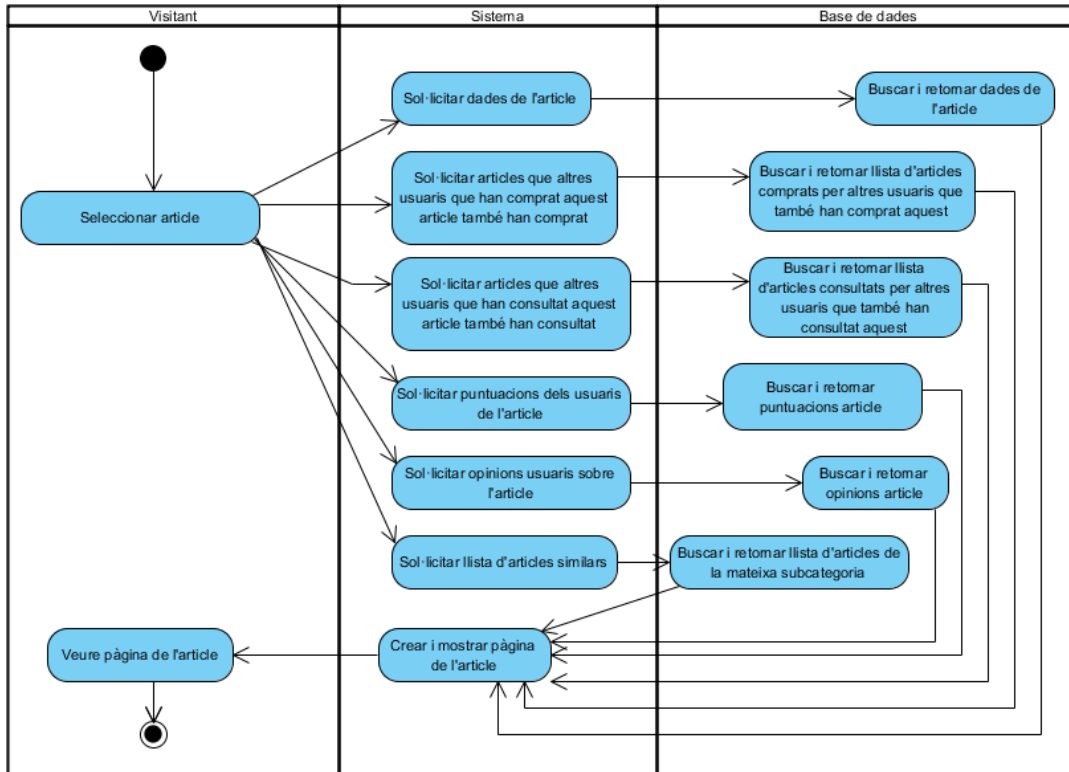 Visitant
Sistema
Base de dades
Sol·licitar dades de l'article
Buscar i retornar dades de
l'article
Seleccionar article
Sol·licitar articles que altres
usuaris que han comprat aquest
article també han comprat
Buscar i retornar llista d'articles
comprats per altres usuaris que
també han comprat aquest
Sol·licitar articles que altres
usuaris que han consultat aquest
article també han consultat
Buscar i retornar llista
d'articles consultats per altres
usuaris que també han
consultat aquest
Sol·licitar puntuacions dels usuaris
de l'article
Buscar i retornar
puntuacions article
Sol·licitar opinions usuaris sobre
l'article
Buscar i retornar
opinions article
Sol·licitar llista d'articles similars
Buscar i retornar llista d'articles de
la mateixa subcategoria
Veure pàgina de l'article
Crear i mostrar pàgina
de l'article